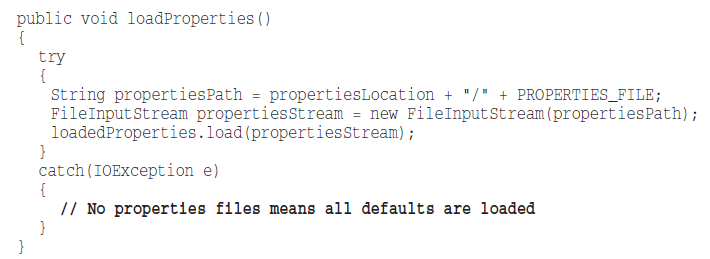 public void loadProperties()
{
try
{
String propertiesPath = propertiesLocation + "/" + PROPERTIES_FILE;
FileInputStream propertiesStream = new FileInputStream(propertiesPath);
loadedProperties.load(propertiesStream);
}
catch(IOException e)
{
// No properties files means all defaults are loaded
}
}